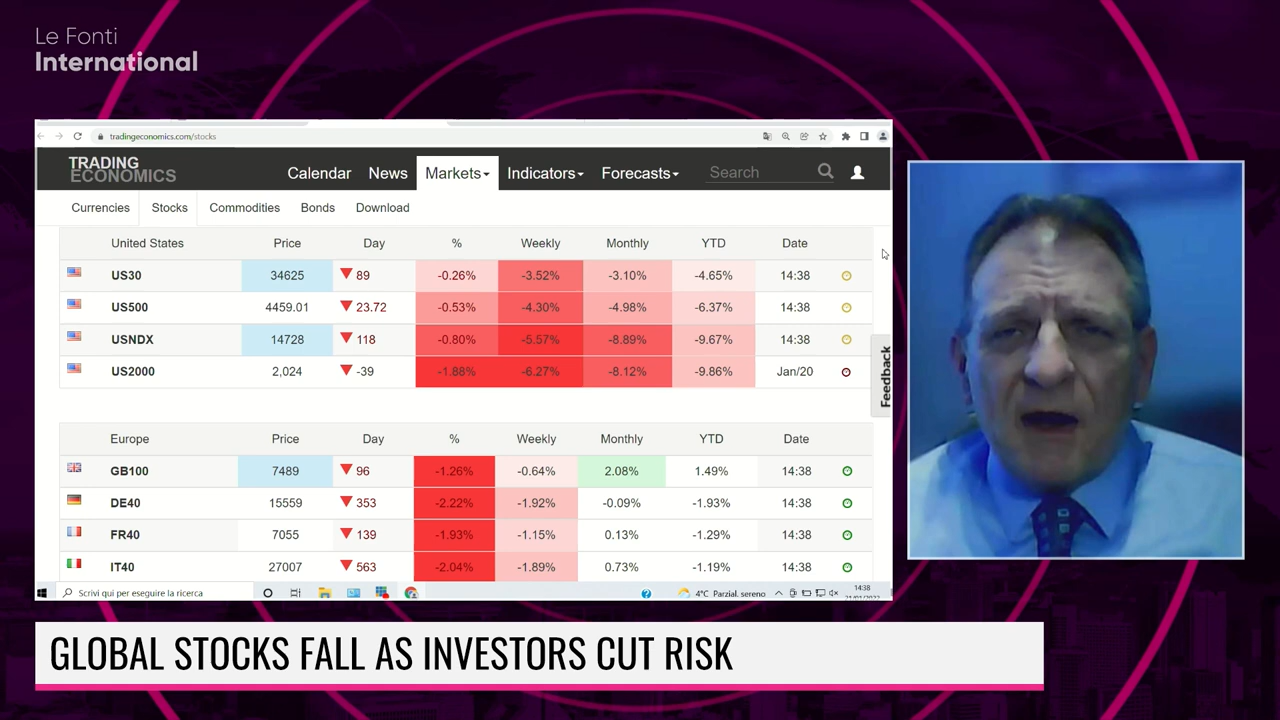 Le Fonti
International
tradingeconomics.com/stocks
TRADING
ECONOMICS
Calendar News Markets Indicators Forecasts Search
Currencies Stocks Commodities Bonds Download
United States Price Day % Weekly Monthly YTD Date
US30 34625 89 -0.26% -3.52% -3.10% -4.65% 14:38
US500 4459.01 23.72 -0.53% -4.30% -4.98% -6.37% 14:38
USNDX 14728 118 -0.80% -5.57% -8.89% -9.67% 14:38
US2000 2,024 -39 -1.88% -6.27% -8.12% -9.86% Jan/20
Feedback
Europe Price Day % Weekly Monthly YTD Date
GB100 7489 96 -1.26% -0.64% 2.08% 1.49% 14:38
DE40 15559 353 -2.22% -1.92% -0.09% -1.93% 14:38
FR40 7055 139 -1.93% -1.15% 0.13% -1.29% 14:38
IT40 27007 563 -2.04% -1.89% 0.73% -1.19% 14:38
Scrivi qui per eseguire la ricerca 4°C Parzial. sereno 14:38
GLOBAL STOCKS FALL AS INVESTORS CUT RISK